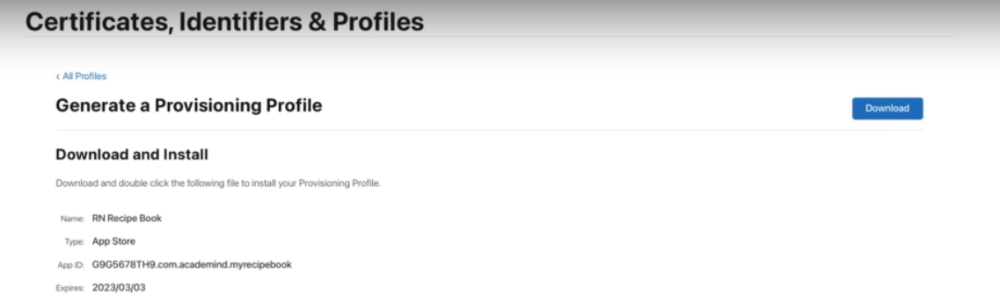 Certificates, Identifiers & Profiles
‹ All Profiles
Generate a Provisioning Profile
Download
Download and Install
Download and double click the following file to install your Provisioning Profile.
Name: RN Recipe Book
Type: App Store
App ID: G9G5678TH9.com.academind.myrecipebook
Expires: 2023/03/03